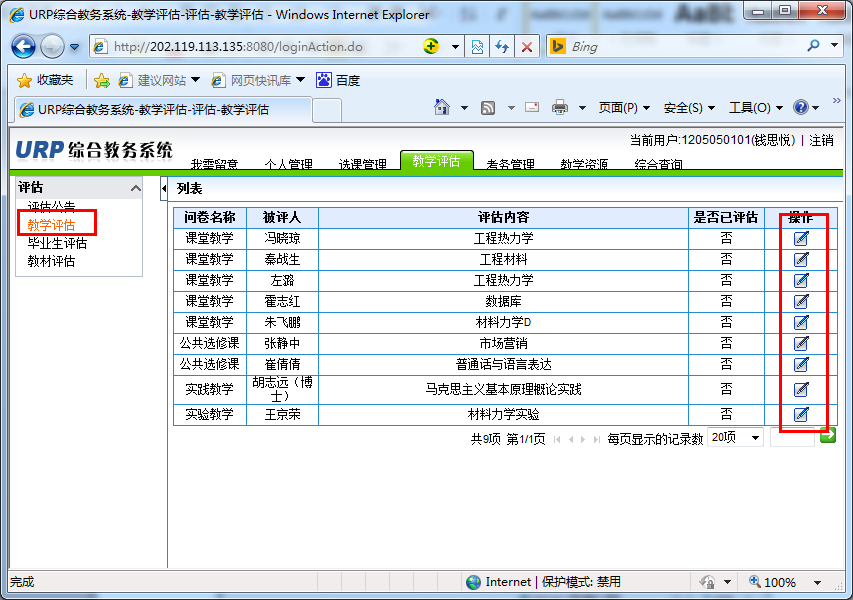 URP综合教务系统-教学评估-评估-教学评估 - Windows Internet Explorer
http://202.119.113.135:8080/loginAction.do
Bing
收藏夹 建议网站 网页快讯库 百度
URP综合教务系统-教学评估-评估-教学评估
页面(P) 安全(S) 工具(O)
URP 综合教务系统
当前用户:1205050101(钱思悦) | 注销
我需留意 个人管理 选课管理 教学评估 考务管理 教学资源 综合查询
评估
评估公告
教学评估
毕业生评估
教材评估
列表
问卷名称 被评人 评估内容 是否已评估 操作
课堂教学 冯晓琼 工程热力学 否
课堂教学 秦战生 工程材料 否
课堂教学 左潞 工程热力学 否
课堂教学 霍志红 数据库 否
课堂教学 朱飞鹏 材料力学D 否
公共选修课 张静中 市场营销 否
公共选修课 崔倩倩 普通话与语言表达 否
实践教学 胡志远（博士） 马克思主义基本原理概论实践 否
实验教学 王京荣 材料力学实验 否
共9项 第1/1页 每页显示的记录数 20项
完成
Internet | 保护模式: 禁用
100%